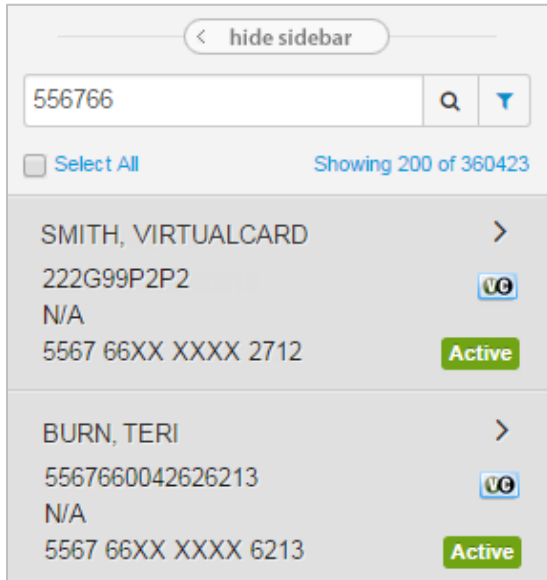 hide sidebar
556766
Select All Showing 200 of 360423
SMITH, VIRTUALCARD
222G99P2P2
VC
N/A
5567 66XX XXXX 2712 Active
BURN, TERI
5567660042626213
VC
N/A
5567 66XX XXXX 6213 Active